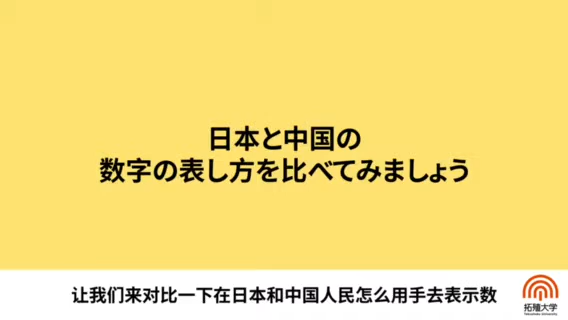 日本と中国の
数字の表し方を比べてみましょう
让我们来对比一下在日本和中国人民怎么用手去表示数
拓殖大学
Takushoku University